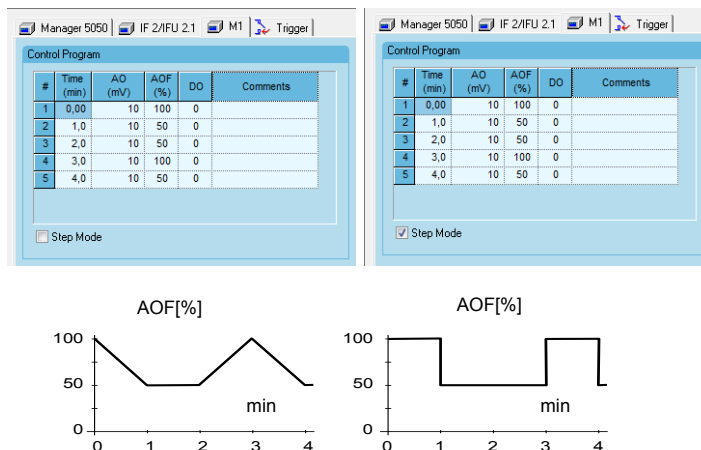 Manager 5050 IF 2/IFU 2.1 M1 Trigger
Control Program
# Time (min) AO (mV) AOF (%) DO Comments
1 0,00 10 100 0
2 1,0 10 50 0
3 2,0 10 50 0
4 3,0 10 100 0
5 4,0 10 50 0
Step Mode
Manager 5050 IF 2/IFU 2.1 M1 Trigger
Control Program
# Time (min) AO (mV) AOF (%) DO Comments
1 0,00 10 100 0
2 1,0 10 50 0
3 2,0 10 50 0
4 3,0 10 100 0
5 4,0 10 50 0
Step Mode
AOF[%]
100
50
min
0
0 1 2 3 4
AOF[%]
100
50
min
0
0 1 2 3 4